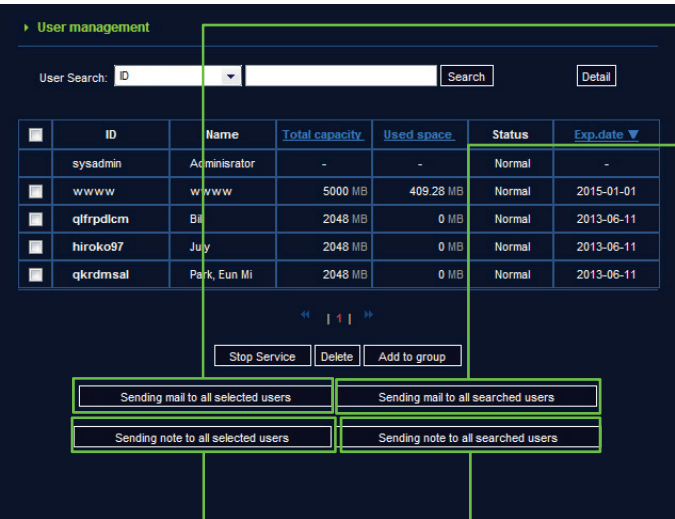 User management
User Search: ID Search Detail
ID Name Total capacity Used space Status Exp.date ▼
sysadmin Adminisrator - - Normal -
wwww wwww 5000 MB 409.28 MB Normal 2015-01-01
qlfrpdlcm Bill 2048 MB 0 MB Normal 2013-06-11
hiroko97 July 2048 MB 0 MB Normal 2013-06-11
qkrdmsal Park, Eun Mi 2048 MB 0 MB Normal 2013-06-11
| 1 |
Stop Service Delete Add to group
Sending mail to all selected users Sending mail to all searched users
Sending note to all selected users Sending note to all searched users